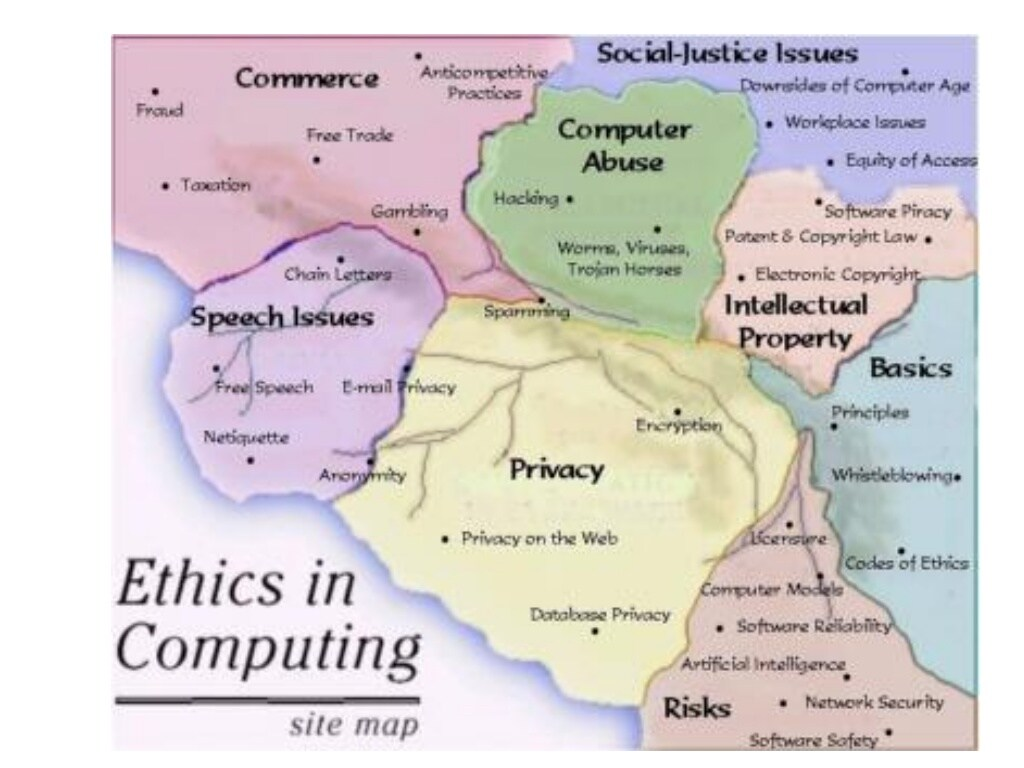 Social-Justice Issues
Downsides of Computer Age
Workplace Issues
Equity of Access
Commerce
Anticompetitive
Practices
Fraud
Free Trade
Taxation
Gambling
Computer
Abuse
Hacking
Worms, Viruses,
Trojan Horses
Spamming
Software Piracy
Patent & Copyright Law
Electronic Copyright
Intellectual
Property
Chain Letters
Speech Issues
Free Speech
E-mail Privacy
Netiquette
Anonymity
Basics
Principles
Whistleblowing
Codes of Ethics
Encryption
Privacy
Privacy on the Web
Database Privacy
Licensure
Computer Models
Software Reliability
Artificial Intelligence
Risks
Network Security
Software Safety
Ethics in
Computing
site map